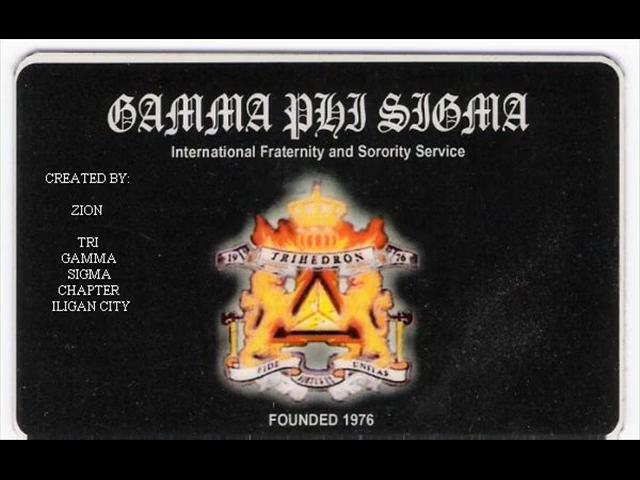 GAMMA PHI SIGMA
International Fraternity and Sorority Service
CREATED BY:
ZION
TRI
GAMMA
SIGMA
CHAPTER
ILIGAN CITY
19 TRIHEDRON 76
FIDE UNITAS
FOUNDED 1976